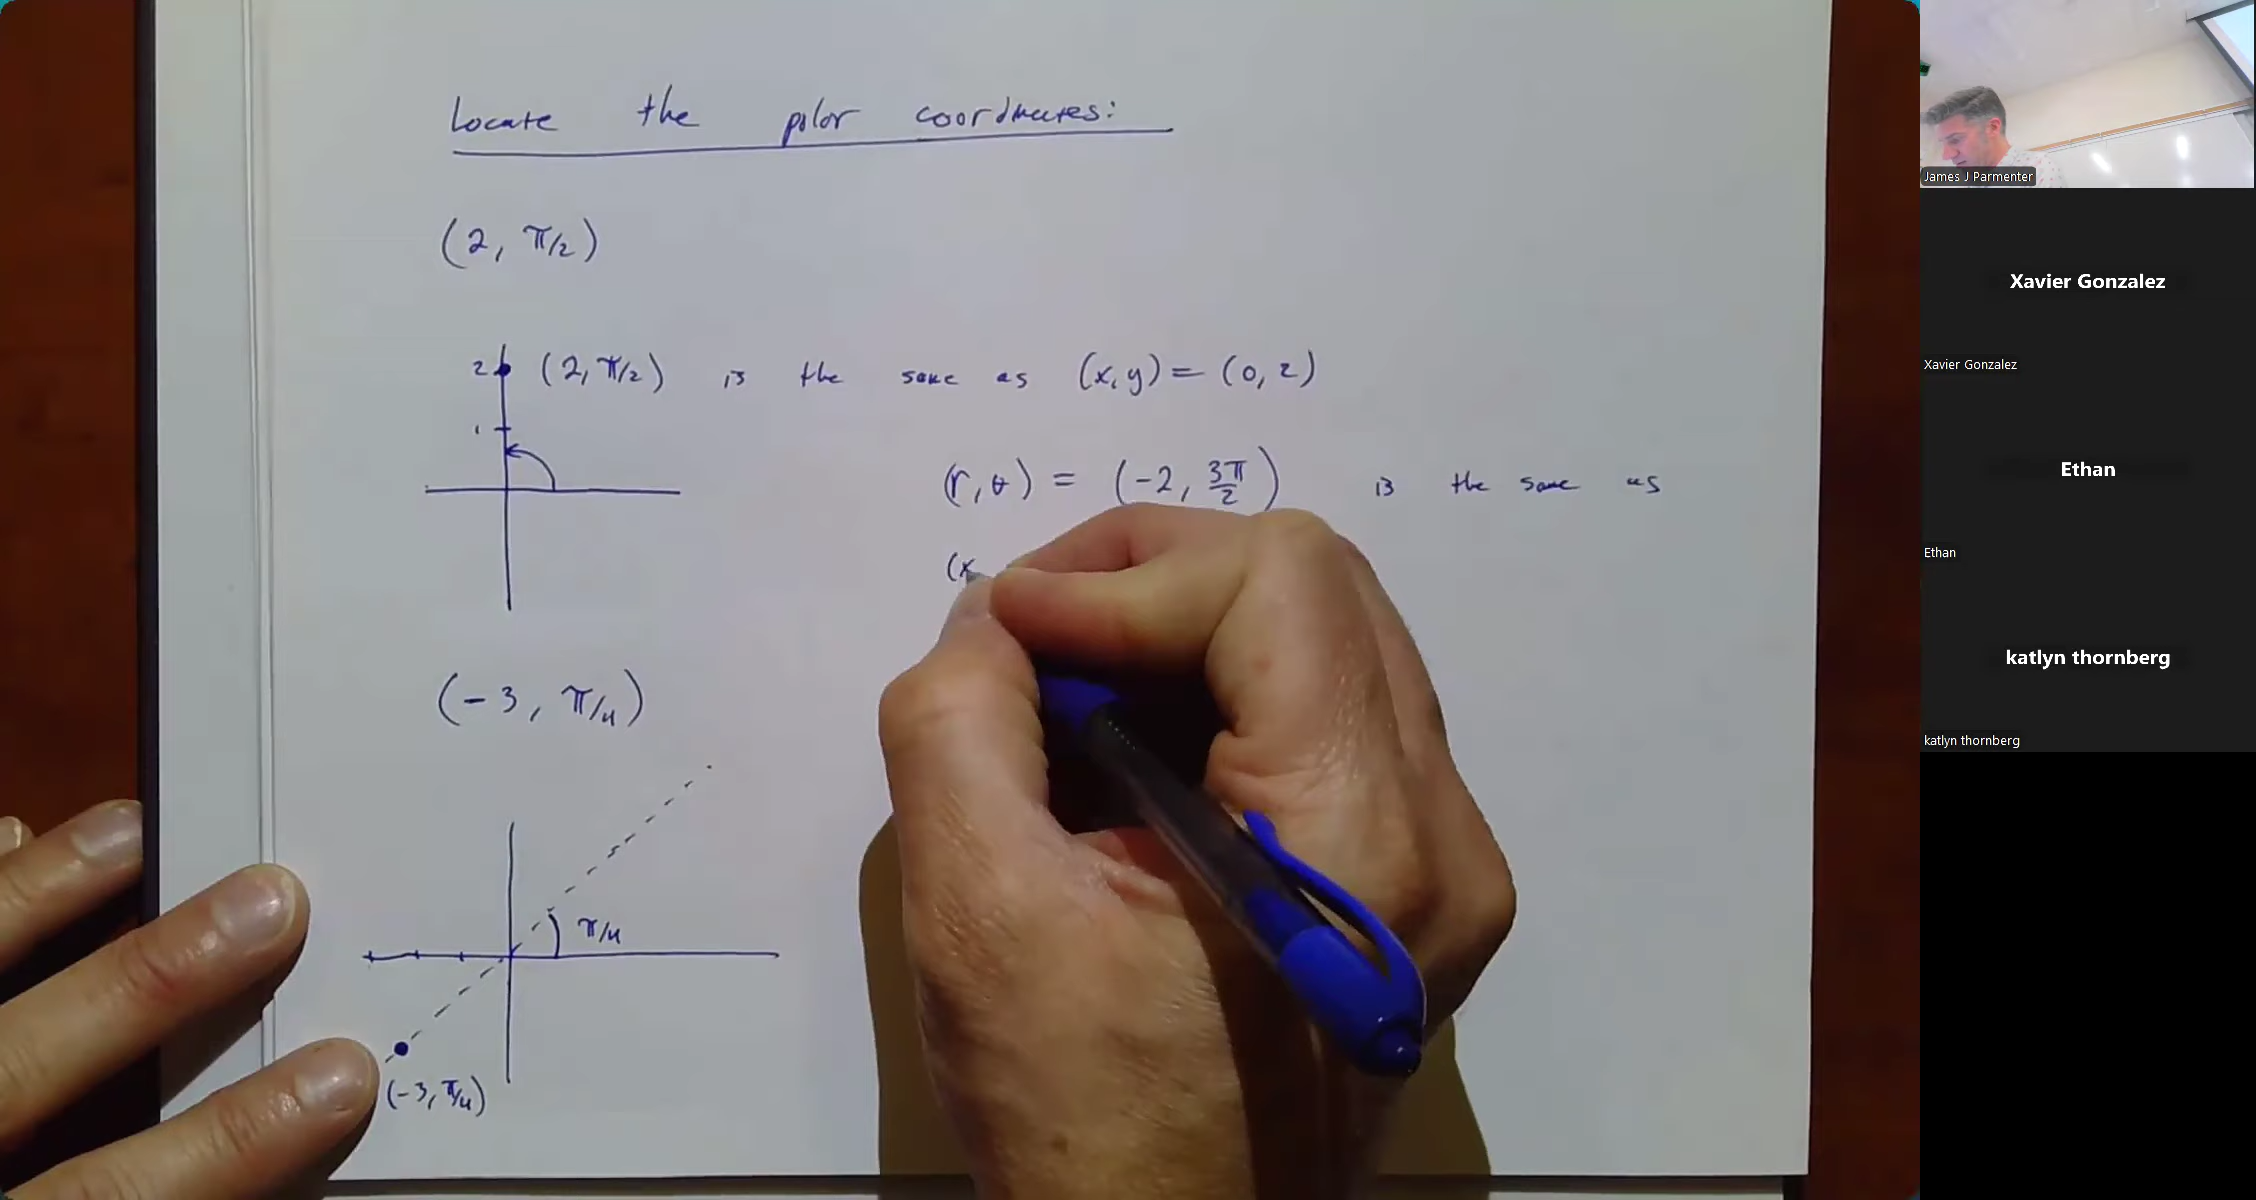 Locate the polar coordinates:
(2, π/2)
2 (2, π/2) is the same as (x, y) = (0, 2)
1
(r, θ) = (-2, 3π/2) is the same as
(x
(-3, π/4)
π/4
(-3, π/4)
James J Parmenter
Xavier Gonzalez
Xavier Gonzalez
Ethan
Ethan
katlyn thornberg
katlyn thornberg